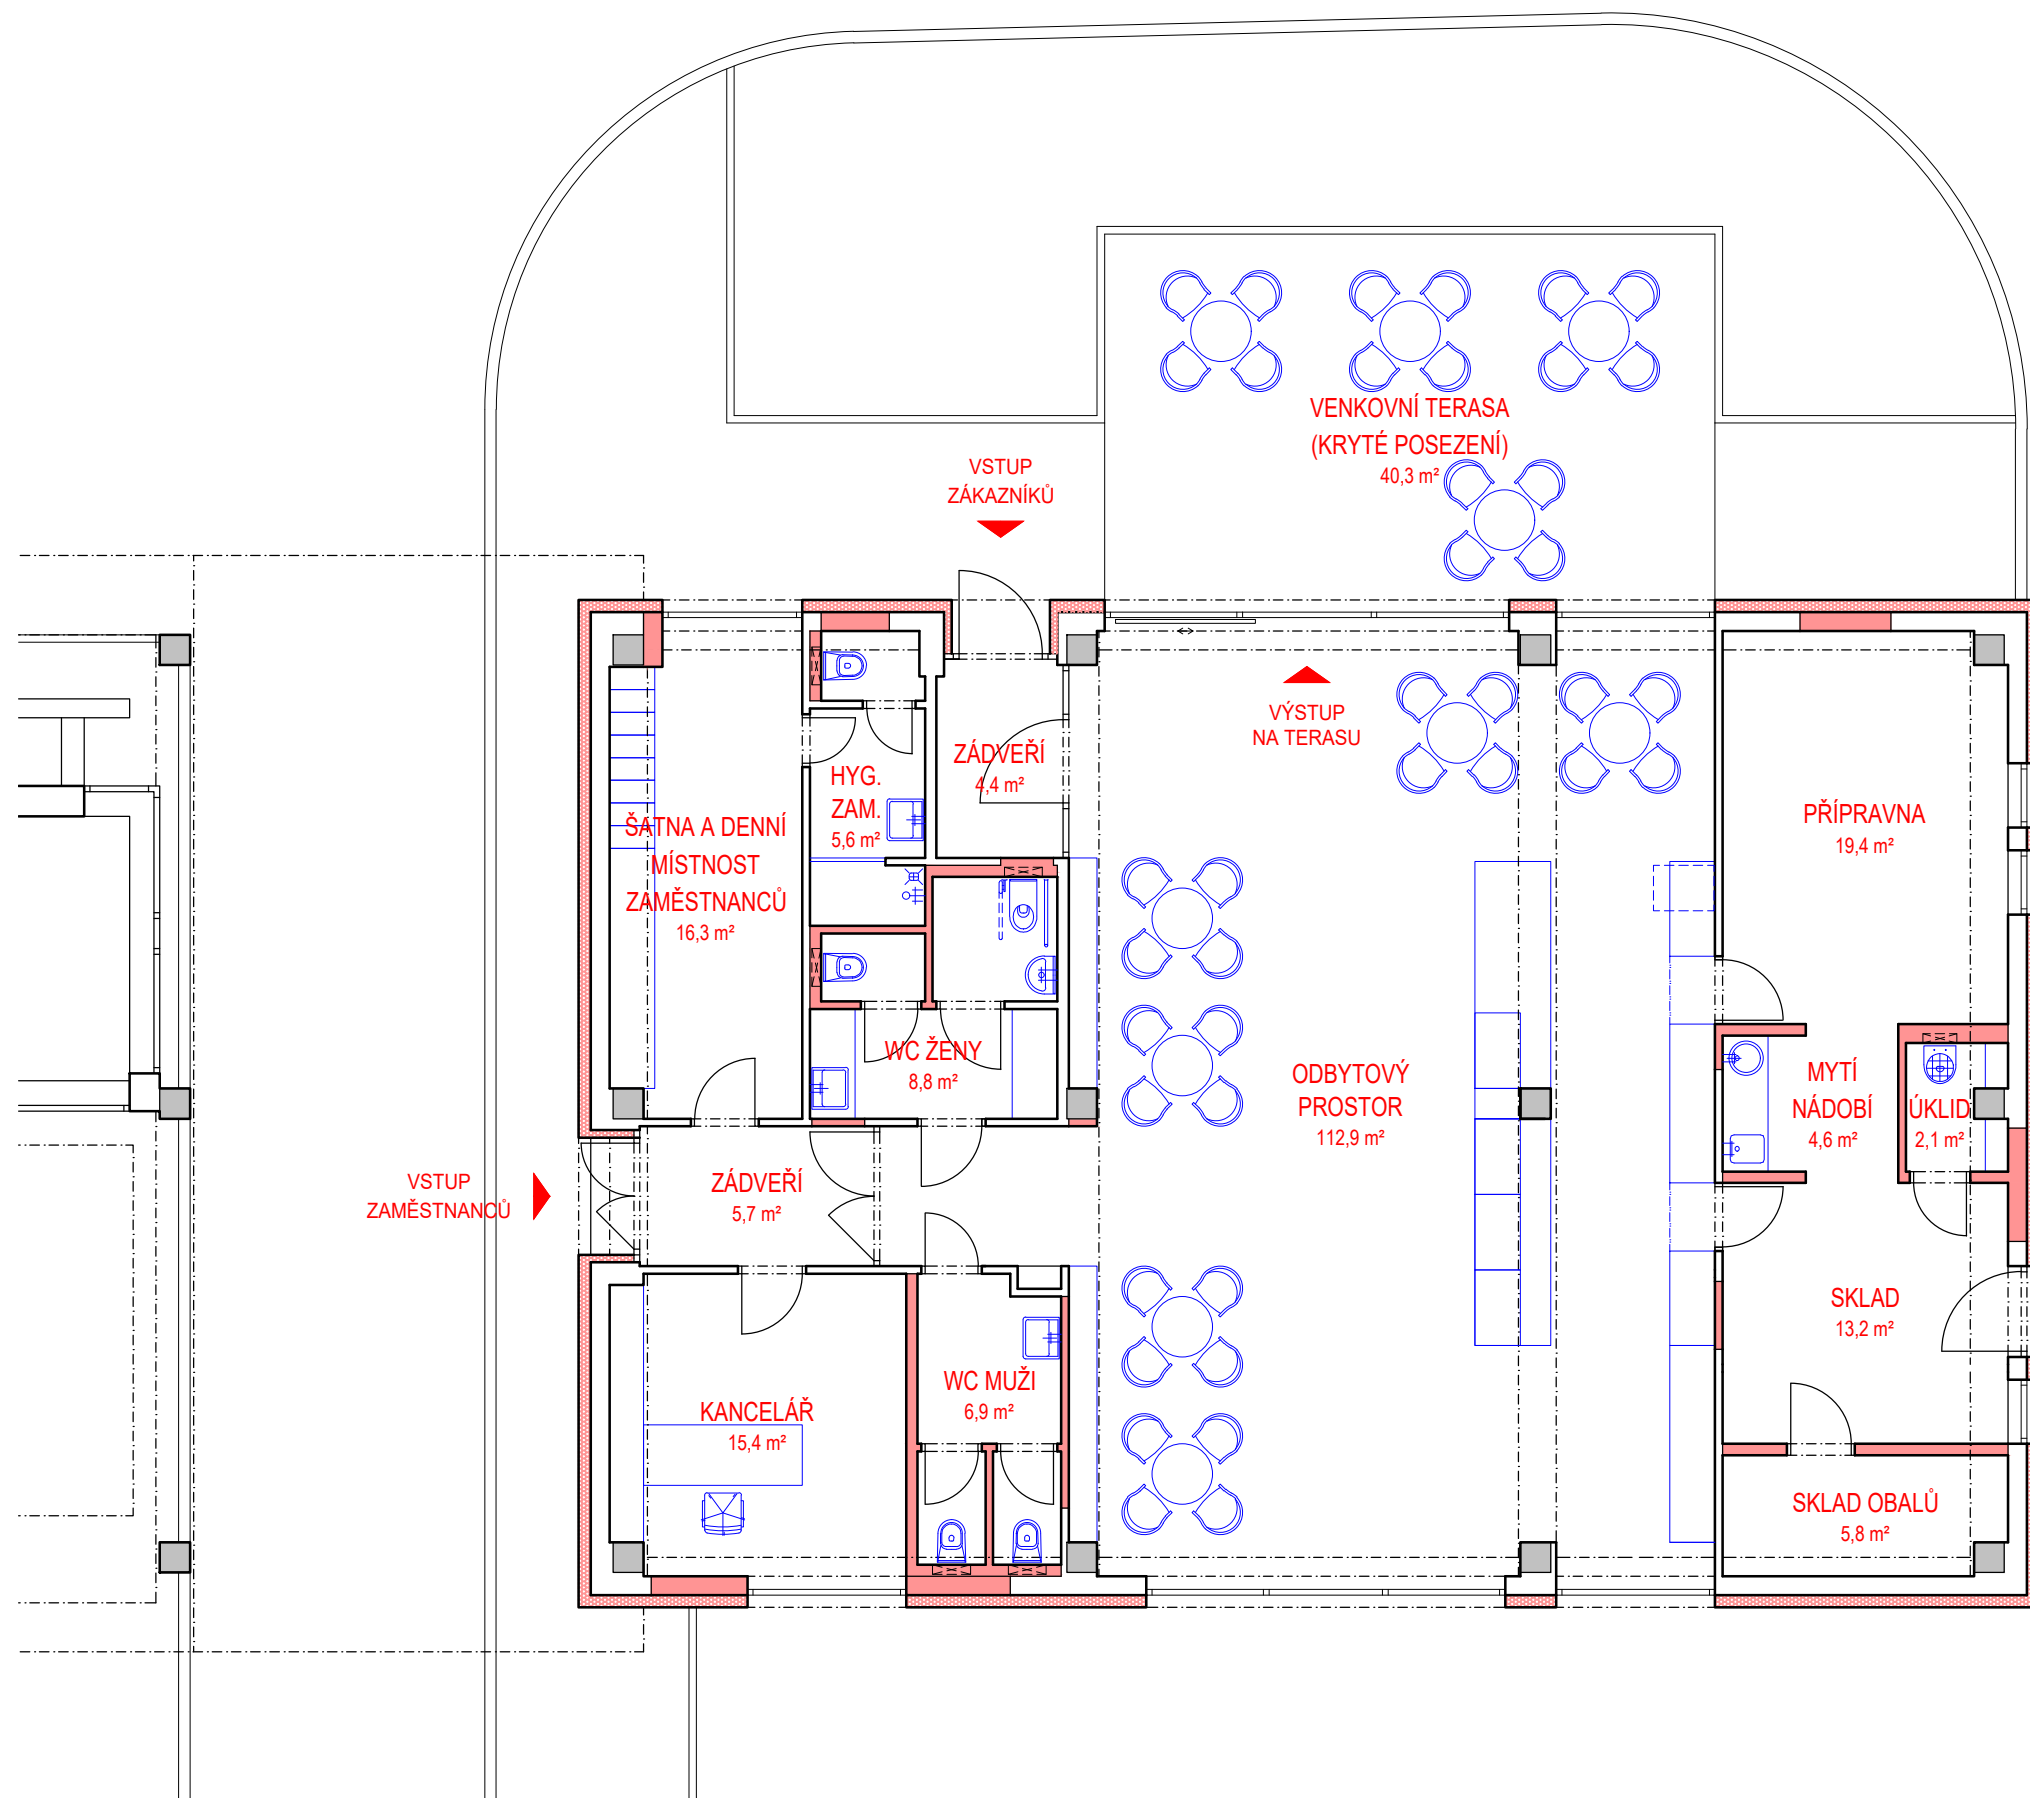 VENKOVNÍ TERASA
(KRYTÉ POSEZENÍ)
40,3 m²
VSTUP
ZÁKAZNÍKŮ
VÝSTUP
NA TERASU
ZÁDVEŘÍ
4,4 m²
HYG.
ZAM.
5,6 m²
ŠATNA A DENNÍ
MÍSTNOST
ZAMĚSTNANCŮ
16,3 m²
PŘÍPRAVNA
19,4 m²
WC ŽENY
8,8 m²
ODBYTOVÝ
PROSTOR
112,9 m²
MYTÍ
NÁDOBÍ
4,6 m²
ÚKLID
2,1 m²
VSTUP
ZAMĚSTNANCŮ
ZÁDVEŘÍ
5,7 m²
SKLAD
13,2 m²
WC MUŽI
6,9 m²
KANCELÁŘ
15,4 m²
SKLAD OBALŮ
5,8 m²